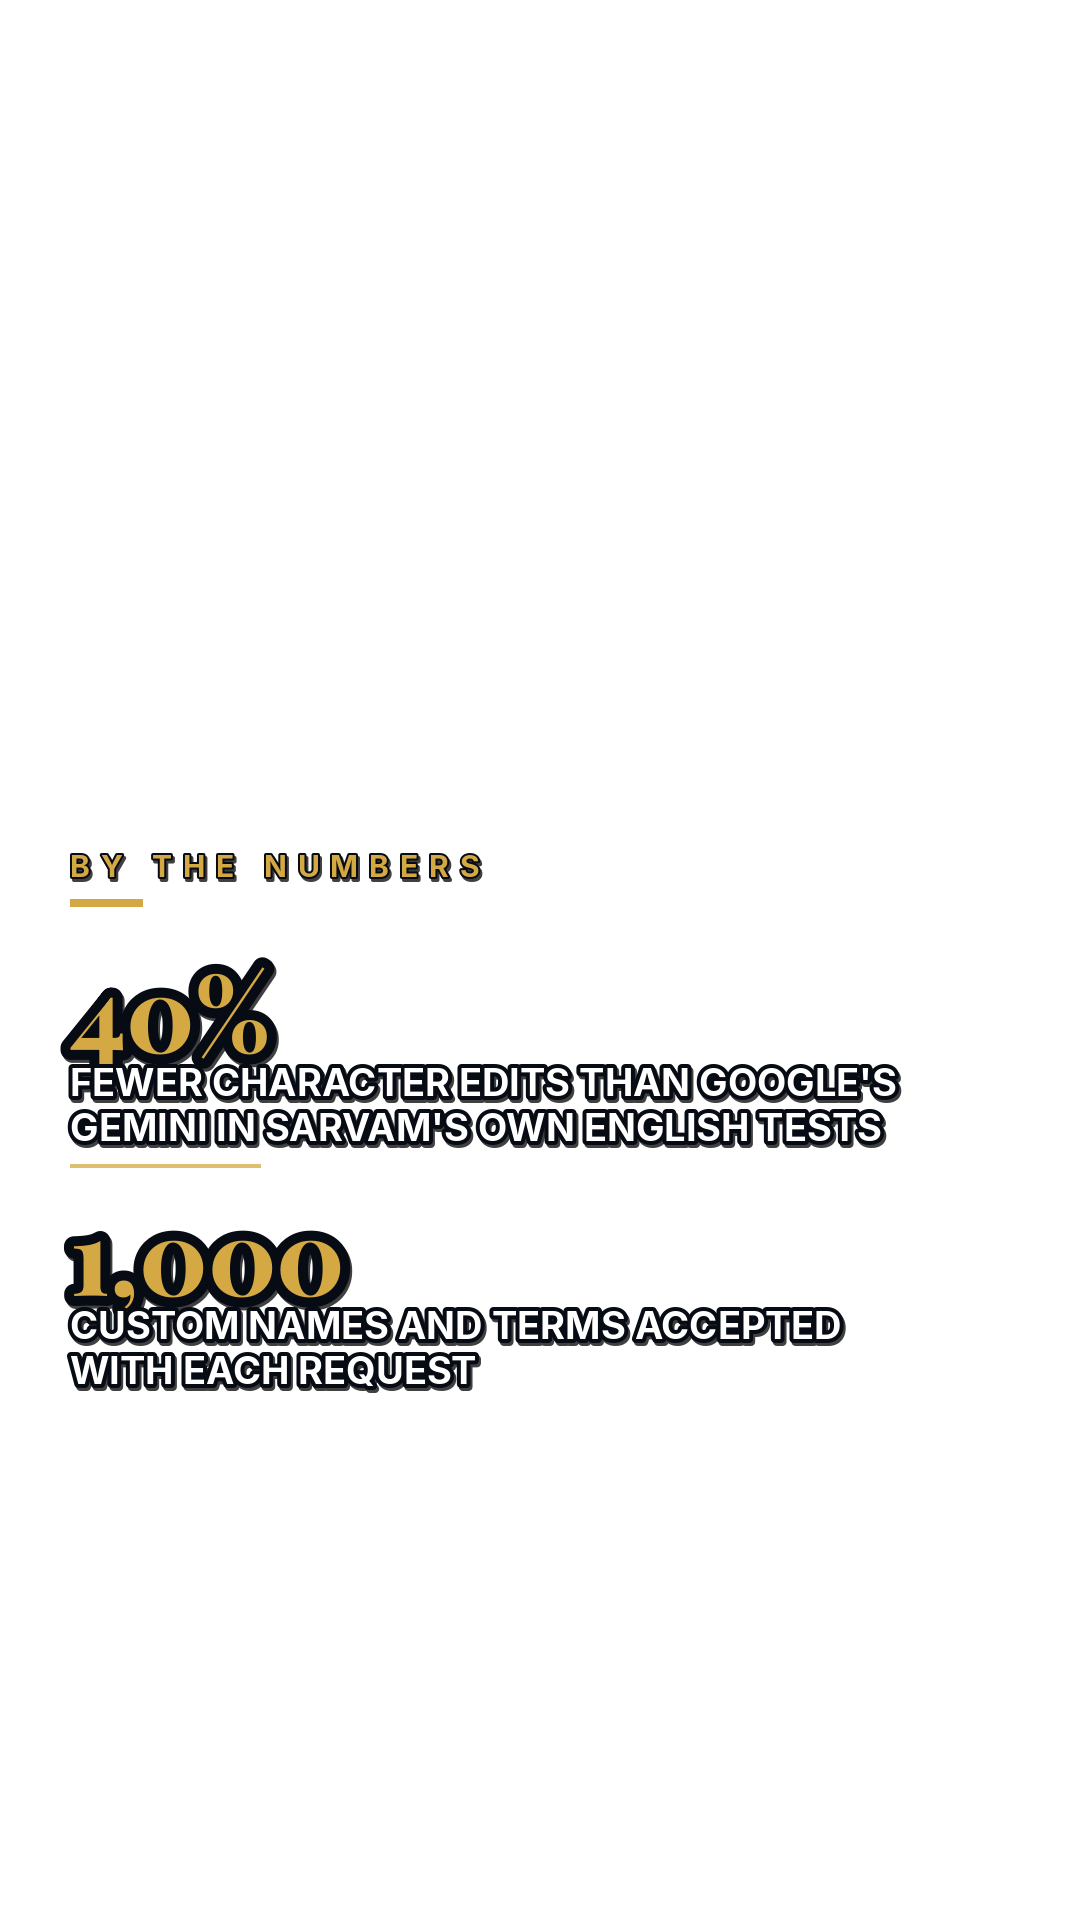 BY THE NUMBERS
40%
FEWER CHARACTER EDITS THAN GOOGLE'S
GEMINI IN SARVAM'S OWN ENGLISH TESTS
1,000
CUSTOM NAMES AND TERMS ACCEPTED
WITH EACH REQUEST